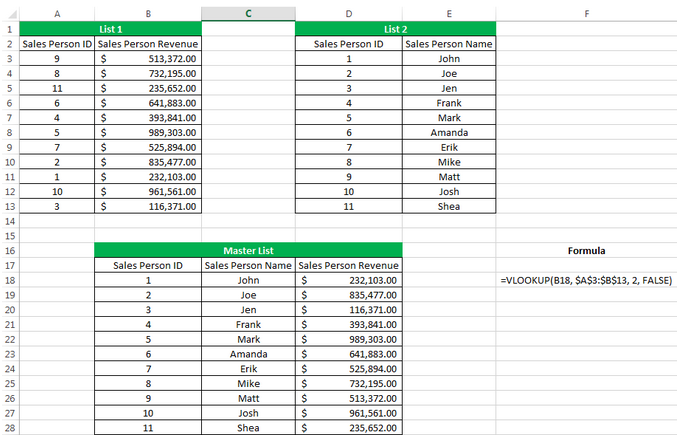 A B C D E F
1 List 1 List 2
2 Sales Person ID Sales Person Revenue Sales Person ID Sales Person Name
3 9 $ 513,372.00 1 John
4 8 $ 732,195.00 2 Joe
5 11 $ 235,652.00 3 Jen
6 6 $ 641,883.00 4 Frank
7 4 $ 393,841.00 5 Mark
8 5 $ 989,303.00 6 Amanda
9 7 $ 525,894.00 7 Erik
10 2 $ 835,477.00 8 Mike
11 1 $ 232,103.00 9 Matt
12 10 $ 961,561.00 10 Josh
13 3 $ 116,371.00 11 Shea
14
15
16 Master List Formula
17 Sales Person ID Sales Person Name Sales Person Revenue
18 1 John $ 232,103.00 =VLOOKUP(B18, $A$3:$B$13, 2, FALSE)
19 2 Joe $ 835,477.00
20 3 Jen $ 116,371.00
21 4 Frank $ 393,841.00
22 5 Mark $ 989,303.00
23 6 Amanda $ 641,883.00
24 7 Erik $ 525,894.00
25 8 Mike $ 732,195.00
26 9 Matt $ 513,372.00
27 10 Josh $ 961,561.00
28 11 Shea $ 235,652.00